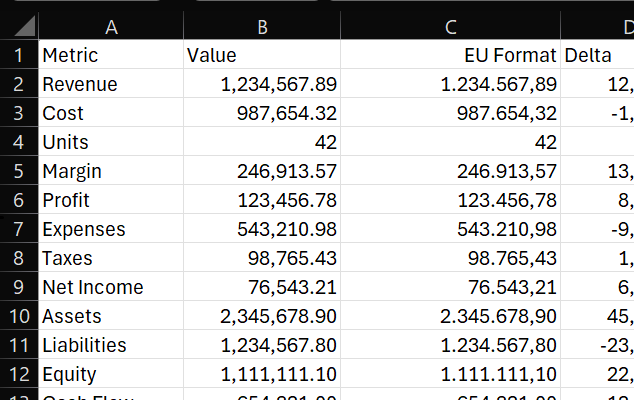 A B C
1 Metric Value EU Format Delta
2 Revenue 1,234,567.89 1.234.567,89 12,
3 Cost 987,654.32 987.654,32 -1,
4 Units 42 42
5 Margin 246,913.57 246.913,57 13,
6 Profit 123,456.78 123.456,78 8,
7 Expenses 543,210.98 543.210,98 -9,
8 Taxes 98,765.43 98.765,43 1,
9 Net Income 76,543.21 76.543,21 6,
10 Assets 2,345,678.90 2.345.678,90 45,
11 Liabilities 1,234,567.80 1.234.567,80 -23,
12 Equity 1,111,111.10 1.111.111,10 22,